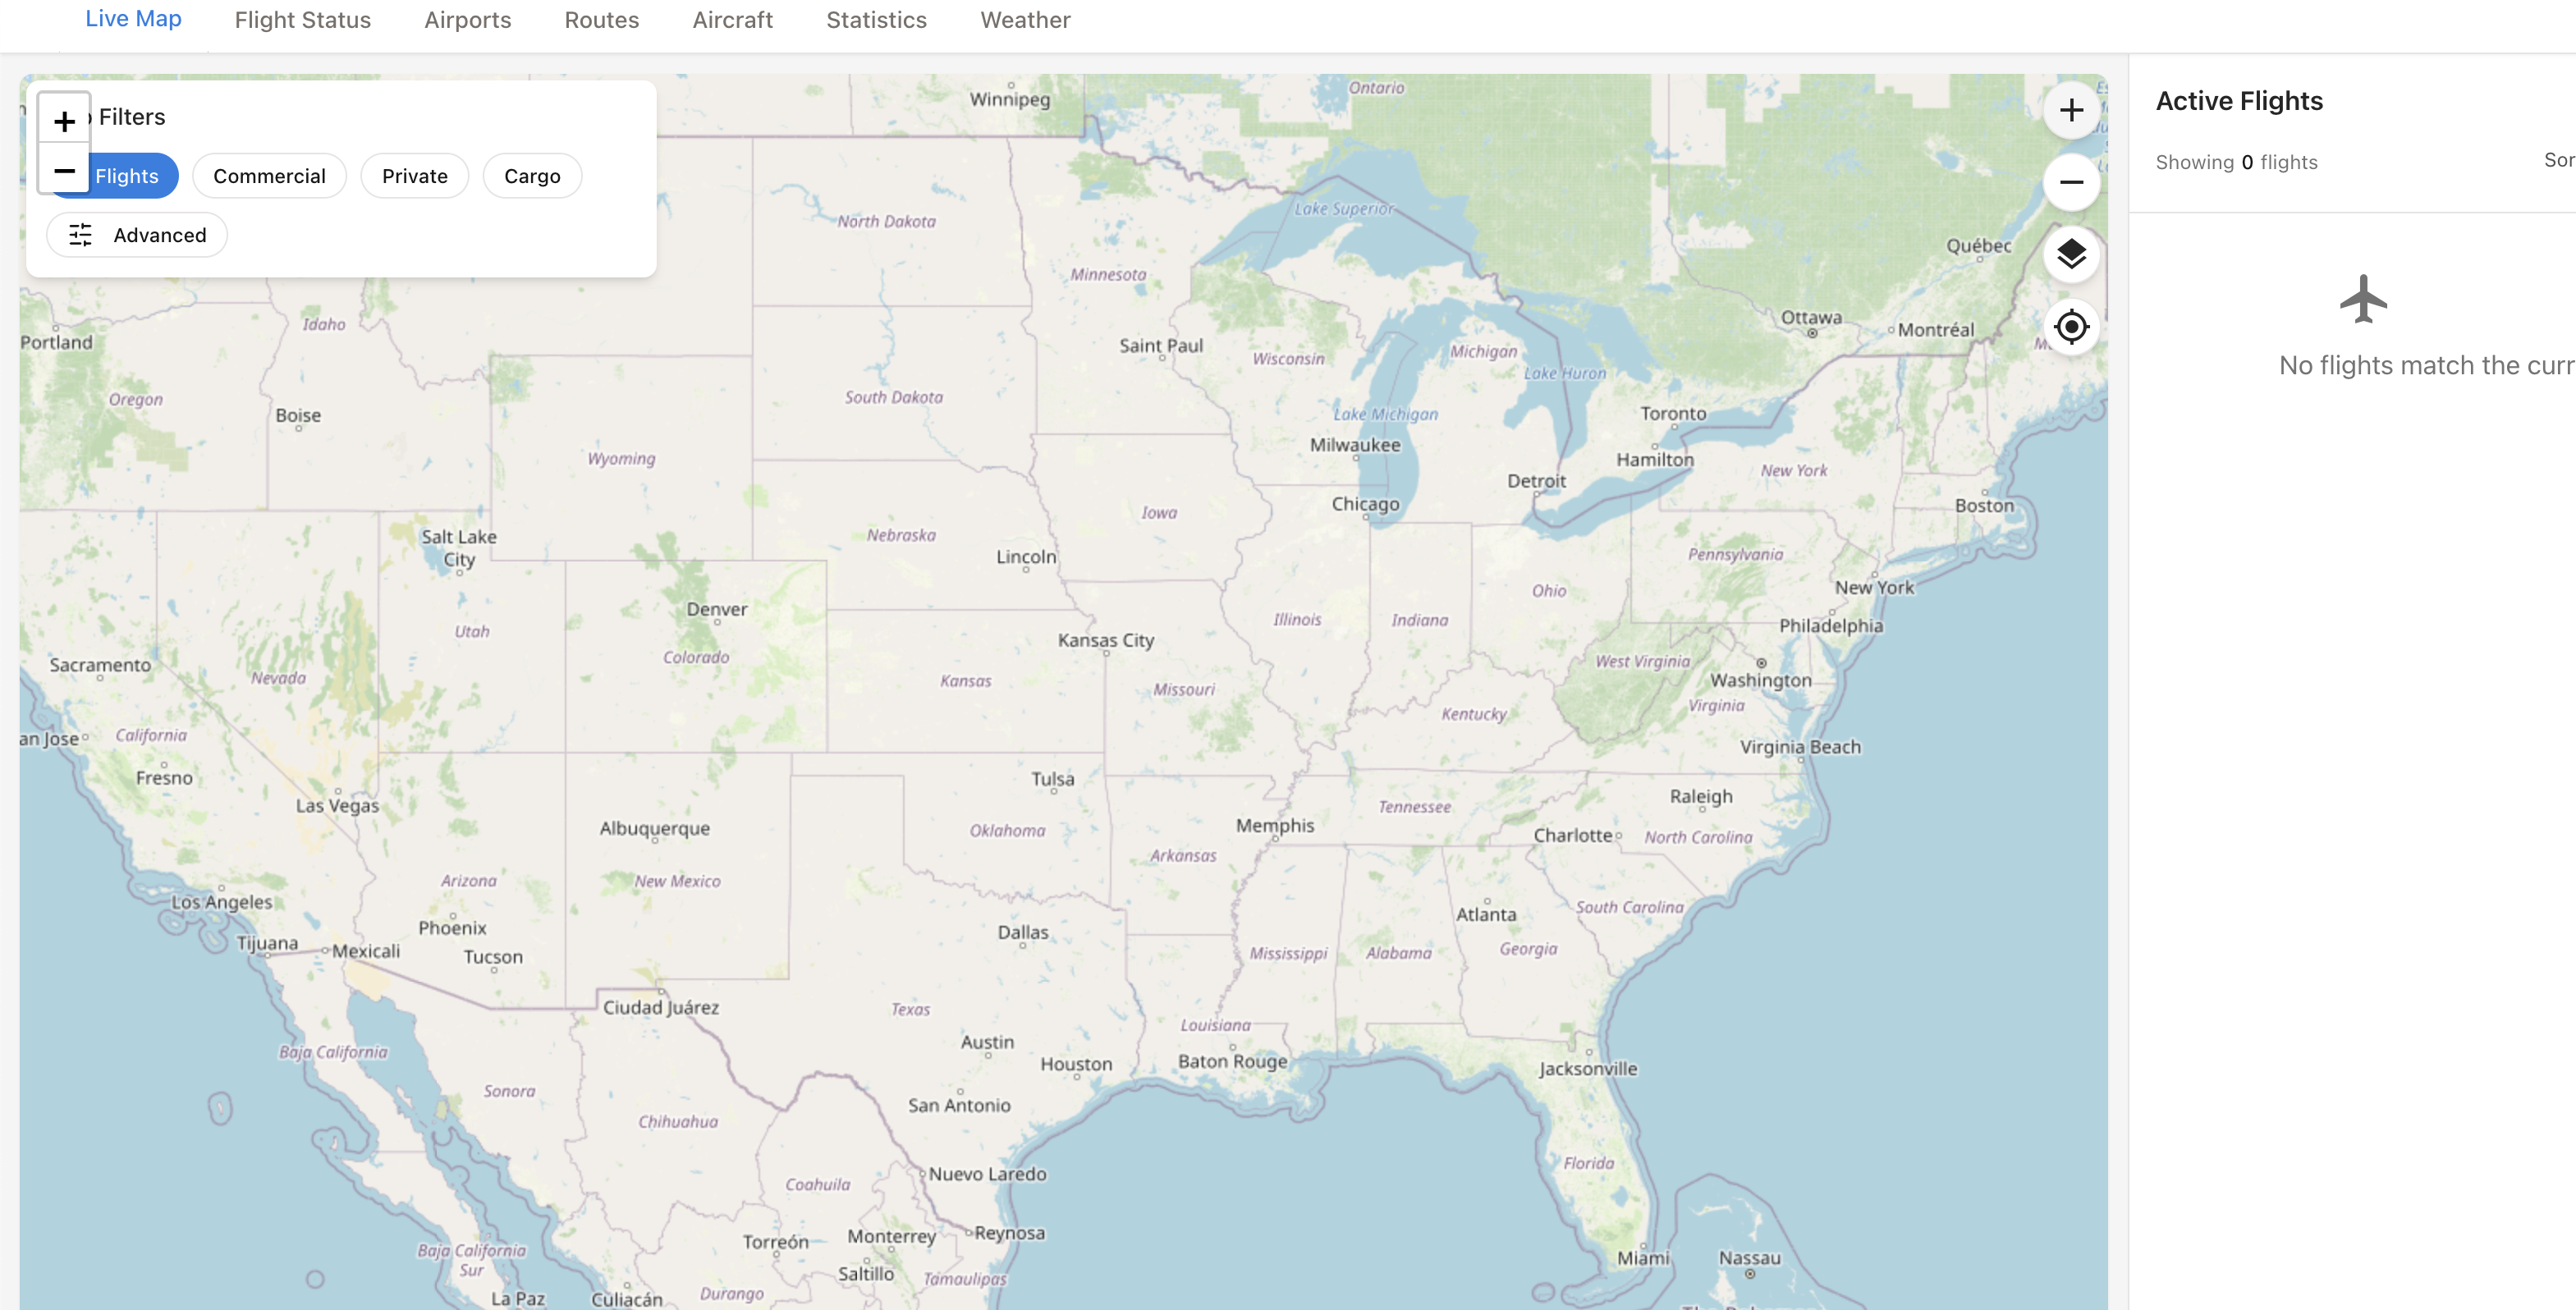 Live Map Flight Status Airports Routes Aircraft Statistics Weather
Filters
Flights Commercial Private Cargo
Advanced
Active Flights
Showing 0 flights
No flights match the
Winnipeg
Ontario
North Dakota
Lake Superior
Québec
Minnesota
Idaho
Portland
Ottawa
Montréal
Saint Paul
Wisconsin
Michigan
Lake Huron
Oregon
South Dakota
Boise
Lake Michigan
Toronto
Milwaukee
Wyoming
Hamilton
New York
Detroit
Chicago
Boston
Iowa
Salt Lake
City
Nebraska
Lincoln
Pennsylvania
Ohio
New York
Denver
Utah
Illinois
Indiana
Philadelphia
Kansas City
Sacramento
Colorado
West Virginia
Nevada
Kansas
Missouri
Washington
Virginia
Kentucky
California
an Jose
Virginia Beach
Fresno
Tulsa
Las Vegas
Raleigh
Tennessee
Albuquerque
Oklahoma
Memphis
Charlotte
North Carolina
Arkansas
Arizona
New Mexico
Los Angeles
South Carolina
Atlanta
Phoenix
Dallas
Tijuana
Mexicali
Tucson
Mississippi
Alabama
Georgia
Ciudad Juárez
Texas
Louisiana
Austin
Baja California
Houston
Baton Rouge
Jacksonville
Sonora
San Antonio
Chihuahua
Florida
Nuevo Laredo
Coahuila
Reynosa
Monterrey
Torreón
Baja California
Sur
Miami
Nassau
Saltillo
Tamaulipas
Durango
La Paz
Culiacán